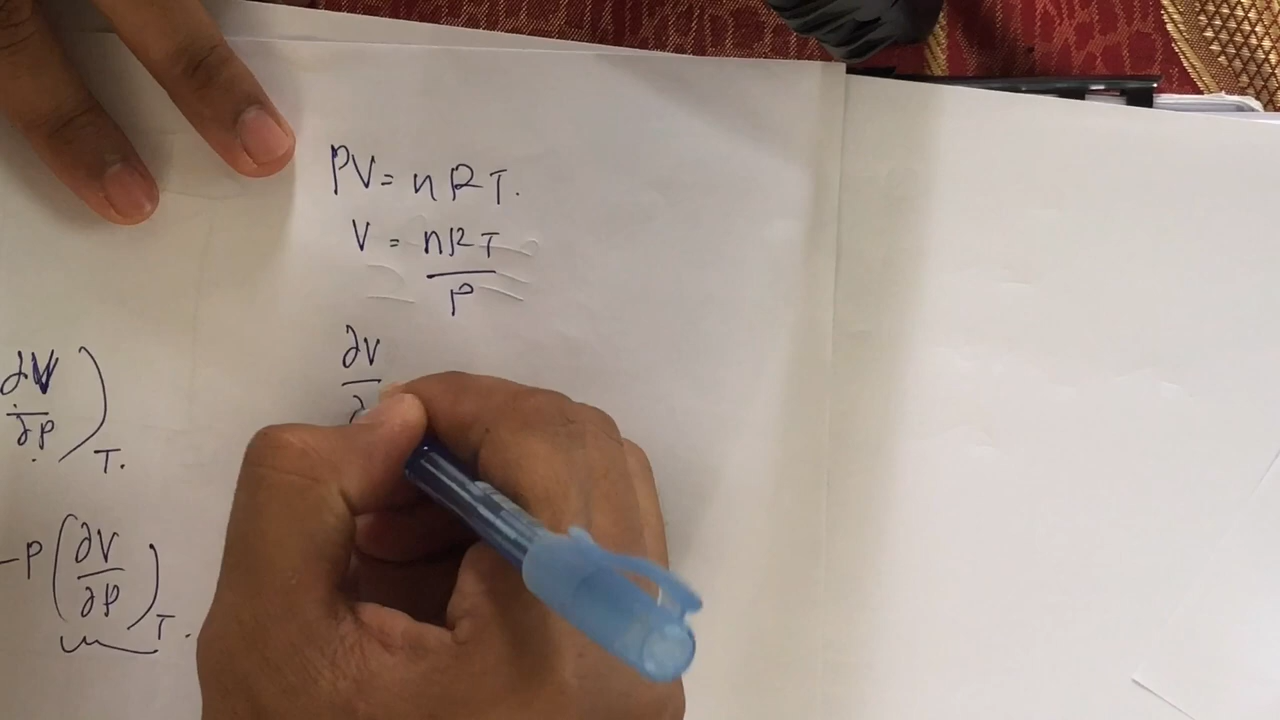 PV = nRT.
V = nRT
P
∂V
∂
∂V
∂P
) T.
-P(∂V
∂P
) T.